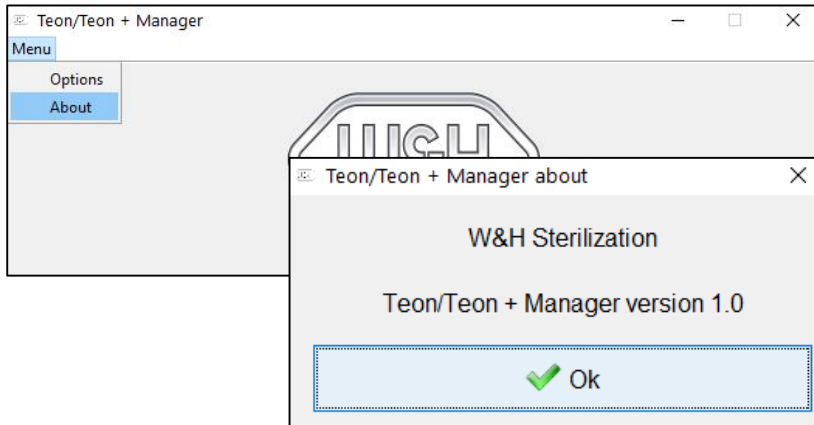 Teon/Teon + Manager
Menu
Options
About
W&H
Teon/Teon + Manager about
W&H Sterilization
Teon/Teon + Manager version 1.0
Ok